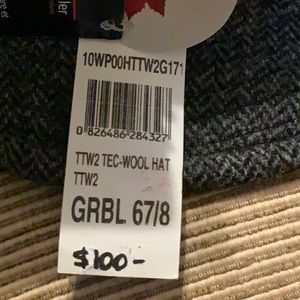 10WP00HTTW2G171
0 826486 284327
TTW2 TEC-WOOL HAT
TTW2
GRBL 67/8
$100-